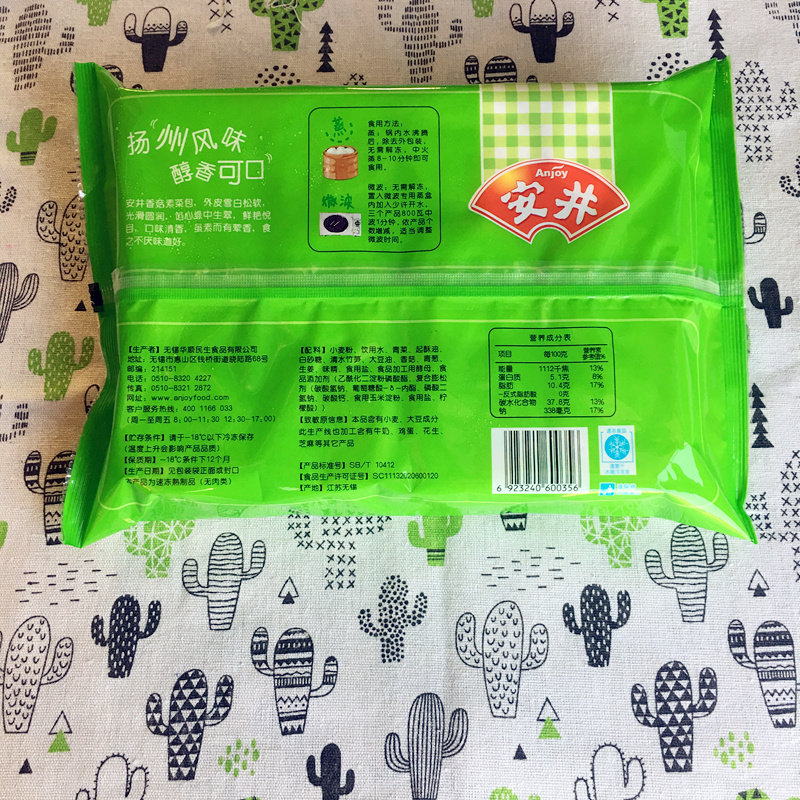 扬州风味
醇香可口
安井香菇素菜包，外皮雪白松软，
光滑圆润，馅心绿中生翠，鲜艳悦
目，口味清香，虽素而有荤香，食
之不厌味道好。
蒸
食用方法：
蒸：锅内水沸腾
后，除去外包装，
无需解冻，中火
蒸8-10分钟即可
食用。
微波
微波：无需解冻，
置入微波专用蒸盒
内加入少许开水，
三个产品800瓦中
波1分钟，依产品个
数增减，适当调整
微波时间。
Anjoy
安井
【生产者】无锡华顺民生食品有限公司
地址：无锡市惠山区钱桥街道晓陆路68号
邮编：214151
电话：0510-8320 4227
传真：0510-8321 2872
网址：www.anjoyfood.com
客户服务热线：400 1166 033
(周一至周五 8:00-11:30 12:30-17:00)
【贮存条件】请于-18℃以下冷冻保存
(温度上升会影响产品品质)
【保质期】-18℃条件下12个月
【生产日期】见包装袋正面或封口
本产品为速冻熟制品（无肉类）
【配料】小麦粉、饮用水、青菜、起酥油、
白砂糖、清水竹笋、大豆油、香菇、青葱、
生姜、味精、食用盐、食品加工用酵母、食
品添加剂（乙酰化二淀粉磷酸酯、复合膨松
剂（碳酸氢钠、葡萄糖酸-δ-内酯、磷酸二
氢钠、碳酸钙、食用玉米淀粉、食用盐、柠
檬酸））
【致敏原信息】本品含有小麦、大豆成分
此生产线也加工含有牛奶、鸡蛋、花生、
芝麻等其它产品
【产品标准号】SB/T 10412
【食品生产许可证号】SC11132020600120
【产地】江苏无锡
营养成分表
项目 每100克 营养素参考值%
能量 1112千焦 13%
蛋白质 5.1克 8%
脂肪 10.4克 17%
-反式脂肪酸 0克
碳水化合物 37.8克 13%
钠 338毫克 17%
6 923240 600356